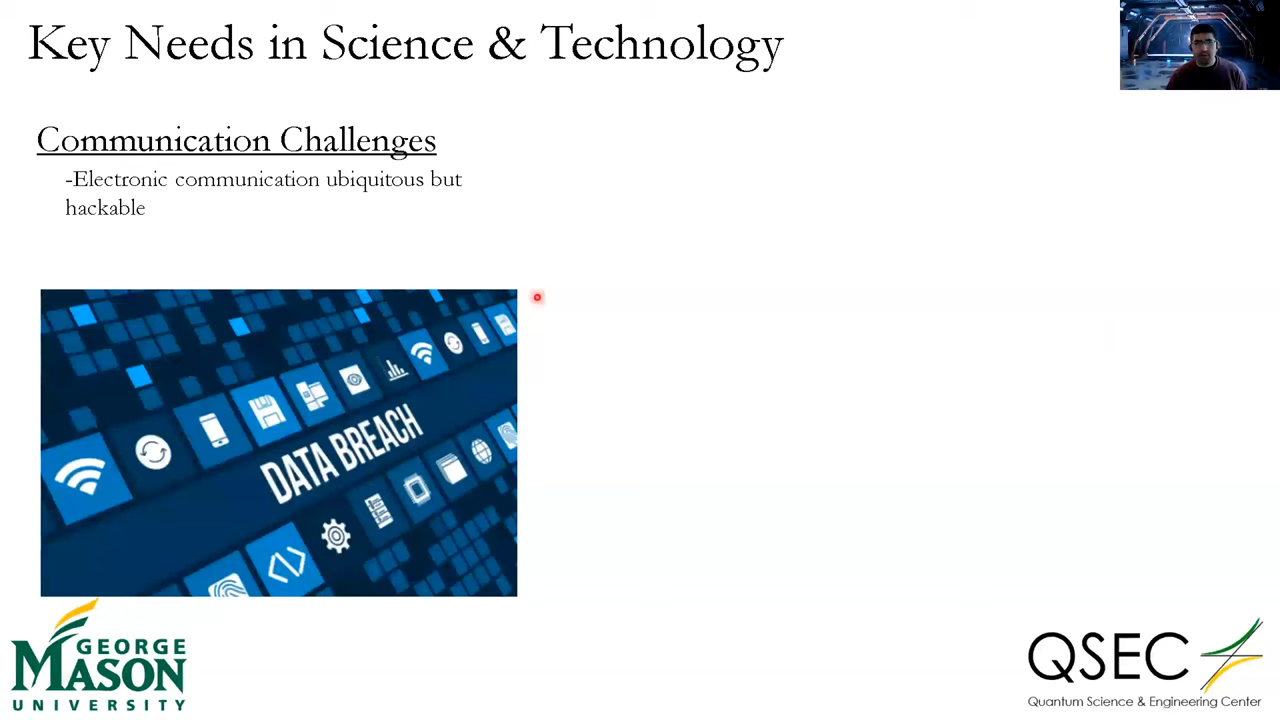 Key Needs in Science & Technology
Communication Challenges
-Electronic communication ubiquitous but
hackable
DATA BREACH
GEORGE
MASON
UNIVERSITY
QSEC
Quantum Science & Engineering Center